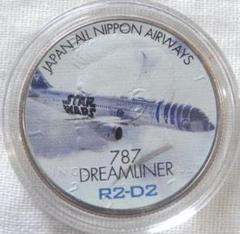 JAPAN ALL NIPPON AIRWAYS
STAR
WARS
787
DREAMLINER
R2-D2